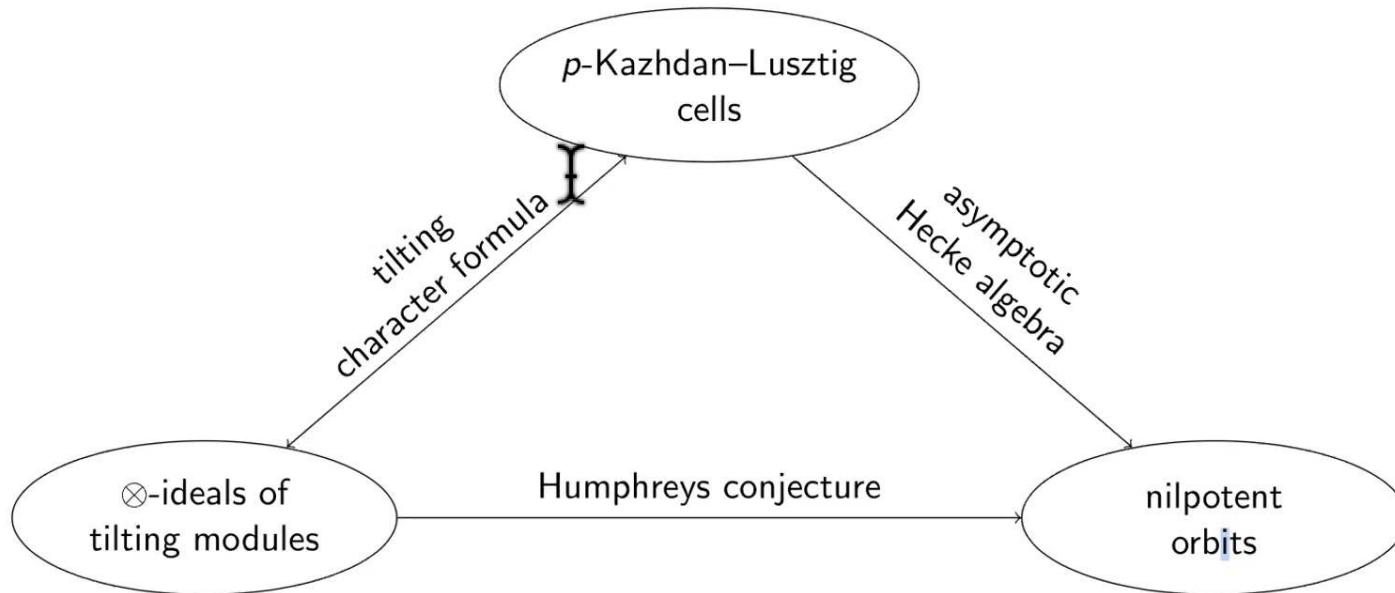 p-Kazhdan–Lusztig
cells
tilting
character formula
asymptotic
Hecke algebra
⊗-ideals of
tilting modules
Humphreys conjecture
nilpotent
orbits